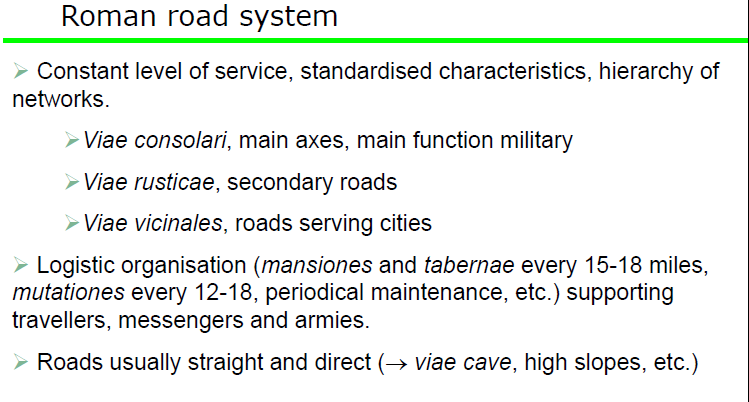 Roman road system
➢ Constant level of service, standardised characteristics, hierarchy of
networks.
➢ Viae consolari, main axes, main function military
➢ Viae rusticae, secondary roads
➢ Viae vicinales, roads serving cities
➢ Logistic organisation (mansiones and tabernae every 15-18 miles,
mutationes every 12-18, periodical maintenance, etc.) supporting
travellers, messengers and armies.
➢ Roads usually straight and direct (→ viae cave, high slopes, etc.)